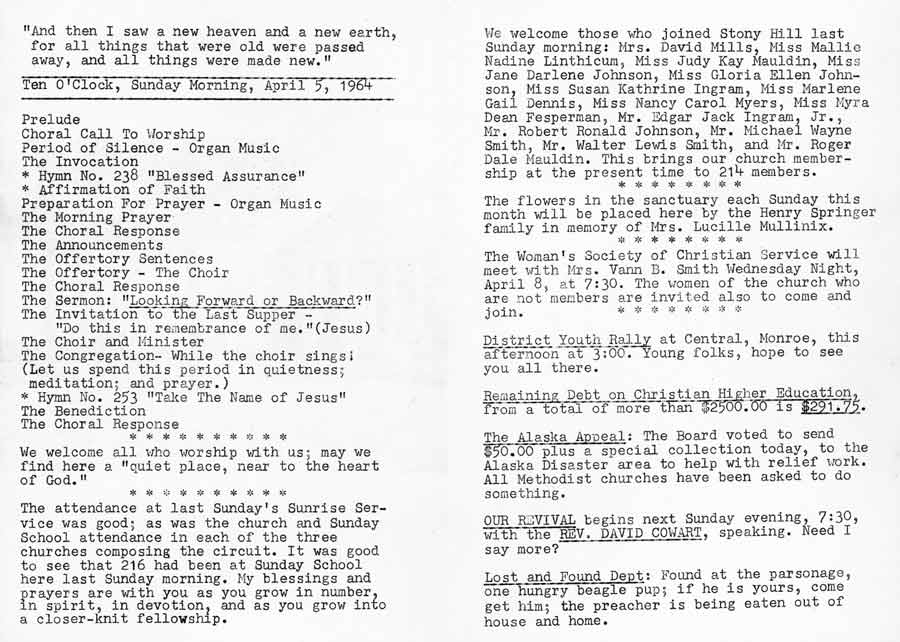 "And then I saw a new heaven and a new earth,
for all things that were old were passed
away, and all things were made new."
Ten O'Clock, Sunday Morning, April 5, 1964
Prelude
Choral Call To Worship
Period of Silence - Organ Music
The Invocation
* Hymn No. 238 "Blessed Assurance"
* Affirmation of Faith
Preparation For Prayer - Organ Music
The Morning Prayer
The Choral Response
The Announcements
The Offertory Sentences
The Offertory - The Choir
The Choral Response
The Sermon: "Looking Forward or Backward?"
The Invitation to the Last Supper -
"Do this in remembrance of me."(Jesus)
The Choir and Minister
The Congregation- While the choir sings!
(Let us spend this period in quietness;
meditation; and prayer.)
* Hymn No. 253 "Take The Name of Jesus"
The Benediction
The Choral Response
* * * * * * * * * *
We welcome all who worship with us; may we
find here a "quiet place, near to the heart
of God."
* * * * * * * * * *
The attendance at last Sunday's Sunrise Ser-
vice was good; as was the church and Sunday
School attendance in each of the three
churches composing the circuit. It was good
to see that 216 had been at Sunday School
here last Sunday morning. My blessings and
prayers are with you as you grow in number,
in spirit, in devotion, and as you grow into
a closer-knit fellowship.
We welcome those who joined Stony Hill last
Sunday morning: Mrs. David Mills, Miss Mallie
Nadine Linthicum, Miss Judy Kay Mauldin, Miss
Jane Darlene Johnson, Miss Gloria Ellen John-
son, Miss Susan Kathrine Ingram, Miss Marlene
Gail Dennis, Miss Nancy Carol Myers, Miss Myra
Dean Fesperman, Mr. Edgar Jack Ingram, Jr.,
Mr. Robert Ronald Johnson, Mr. Michael Wayne
Smith, Mr. Walter Lewis Smith, and Mr. Roger
Dale Mauldin. This brings our church member-
ship at the present time to 214 members.
* * * * * * * *
The flowers in the sanctuary each Sunday this
month will be placed here by the Henry Springer
family in memory of Mrs. Lucille Mullinix.
* * * * * * * *
The Woman's Society of Christian Service will
meet with Mrs. Vann B. Smith Wednesday Night,
April 8, at 7:30. The women of the church who
are not members are invited also to come and
join. * * * * * * * *
District Youth Rally at Central, Monroe, this
afternoon at 3:00. Young folks, hope to see
you all there.
Remaining Debt on Christian Higher Education,
from a total of more than $2500.00 is $291.75.
The Alaska Appeal: The Board voted to send
$50.00 plus a special collection today, to the
Alaska Disaster area to help with relief work.
All Methodist churches have been asked to do
something.
OUR REVIVAL begins next Sunday evening, 7:30,
with the REV. DAVID COWART, speaking. Need I
say more?
Lost and Found Dept: Found at the parsonage,
one hungry beagle pup; if he is yours, come
get him; the preacher is being eaten out of
house and home.